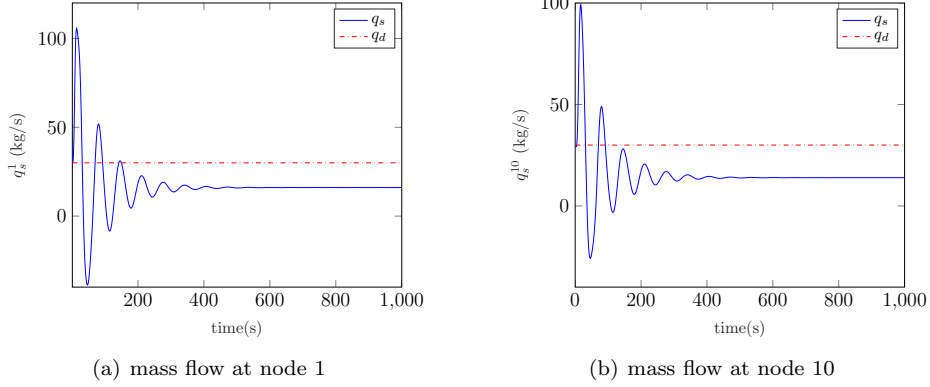 100
50
0
200
400
600
800
1,000
time(s)
q_s^1 (kg/s)
q_s
q_d
(a) mass flow at node 1
100
50
0
0
200
400
600
800
1,000
time(s)
q_s^{10} (kg/s)
q_s
q_d
(b) mass flow at node 10